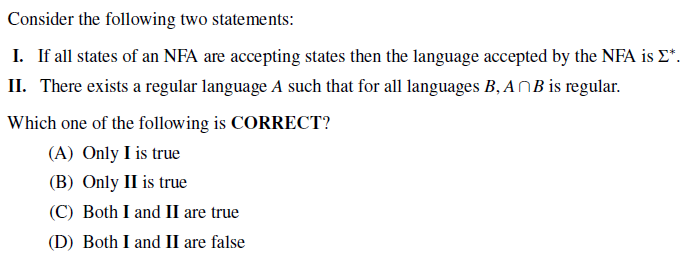 Consider the following two statements:
I. If all states of an NFA are accepting states then the language accepted by the NFA is Σ*.
II. There exists a regular language A such that for all languages B, A∩B is regular.
Which one of the following is CORRECT?
(A) Only I is true
(B) Only II is true
(C) Both I and II are true
(D) Both I and II are false